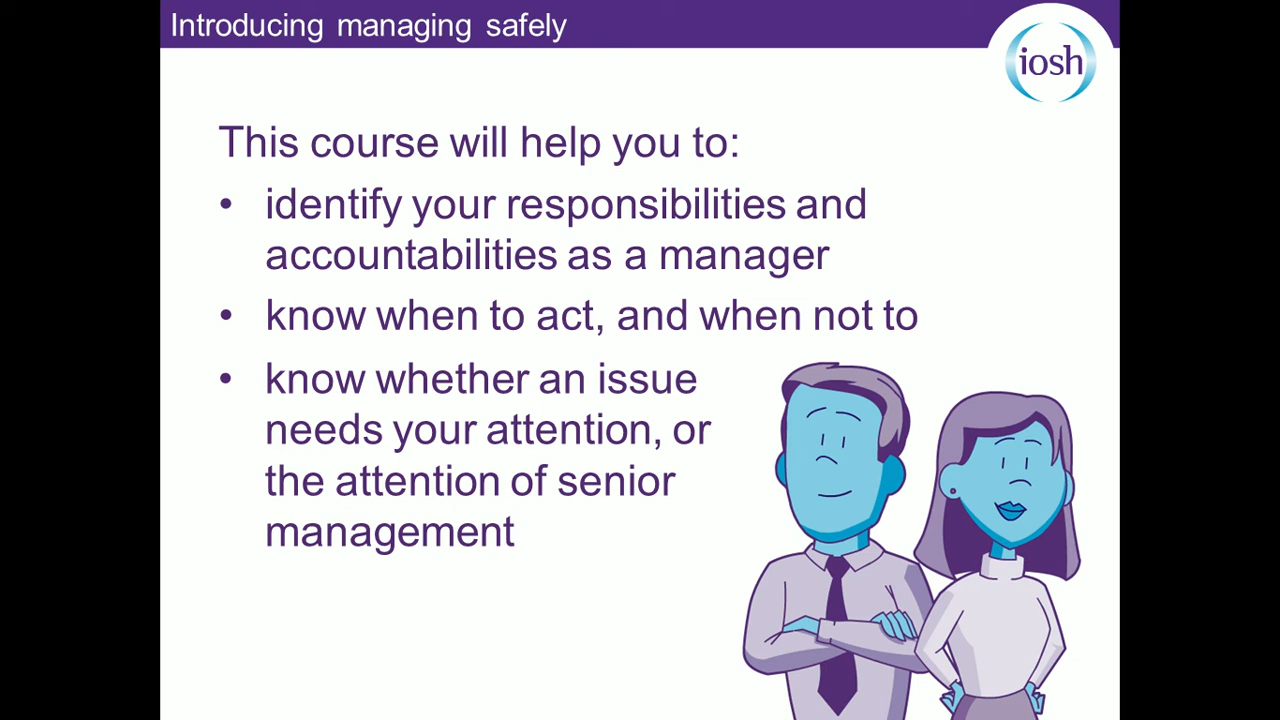 Introducing managing safely
iosh
This course will help you to:
• identify your responsibilities and
accountabilities as a manager
• know when to act, and when not to
• know whether an issue
needs your attention, or
the attention of senior
management